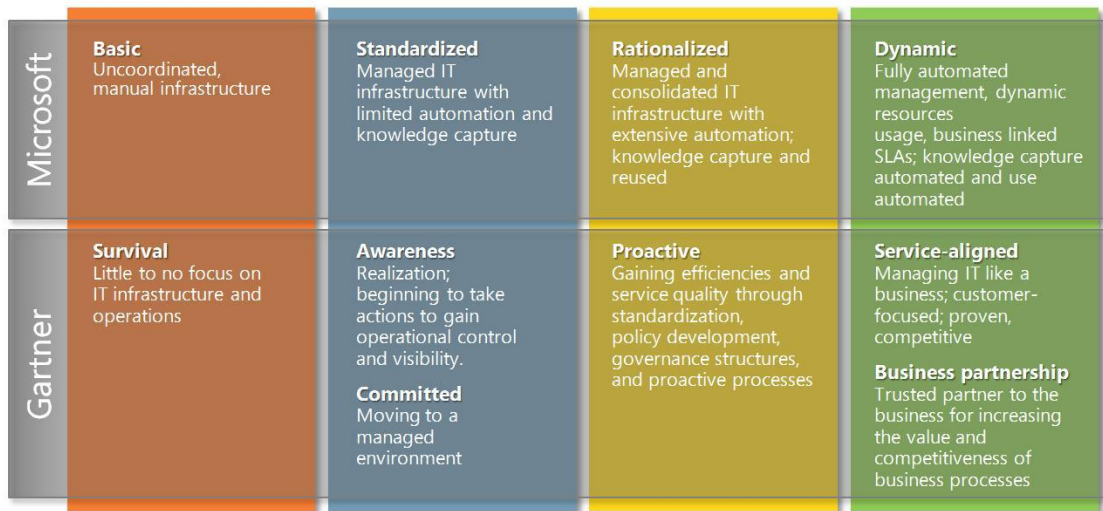 Microsoft
Basic
Uncoordinated,
manual infrastructure
Standardized
Managed IT
infrastructure with
limited automation and
knowledge capture
Rationalized
Managed and
consolidated IT
infrastructure with
extensive automation;
knowledge capture and
reused
Dynamic
Fully automated
management, dynamic
resources
usage, business linked
SLAs; knowledge capture
automated and use
automated
Gartner
Survival
Little to no focus on
IT infrastructure and
operations
Awareness
Realization;
beginning to take
actions to gain
operational control
and visibility.
Committed
Moving to a
managed
environment
Proactive
Gaining efficiencies and
service quality through
standardization,
policy development,
governance structures,
and proactive processes
Service-aligned
Managing IT like a
business; customer-
focused; proven,
competitive
Business partnership
Trusted partner to the
business for increasing
the value and
competitiveness of
business processes